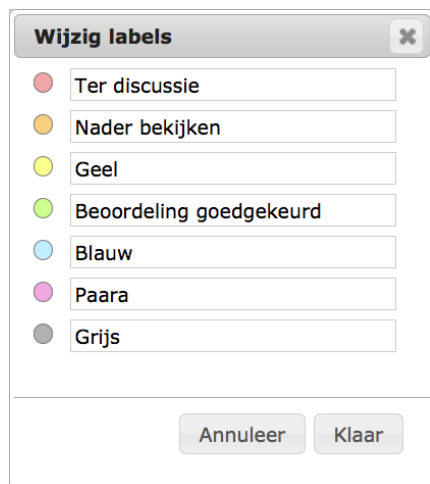 Wijzig labels
Ter discussie
Nader bekijken
Geel
Beoordeling goedgekeurd
Blauw
Paara
Grijs
Annuleer Klaar